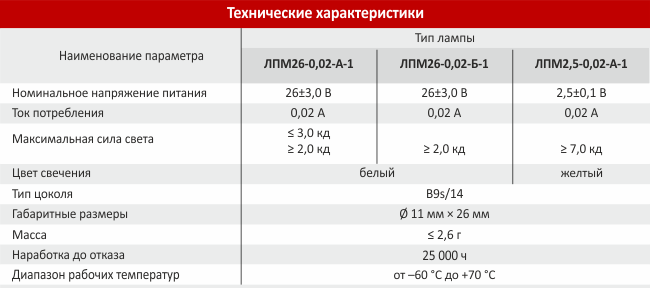 Технические характеристики
Наименование параметра
Тип лампы
ЛПМ26-0,02-А-1 ЛПМ26-0,02-Б-1 ЛПМ2,5-0,02-А-1
Номинальное напряжение питания 26±3,0 В 26±3,0 В 2,5±0,1 В
Ток потребления 0,02 А 0,02 А 0,02 А
Максимальная сила света
≤ 3,0 кд
≥ 2,0 кд ≥ 2,0 кд ≥ 7,0 кд
Цвет свечения белый желтый
Тип цоколя B9s/14
Габаритные размеры Ø 11 мм × 26 мм
Масса ≤ 2,6 г
Наработка до отказа 25 000 ч
Диапазон рабочих температур от –60 °С до +70 °С